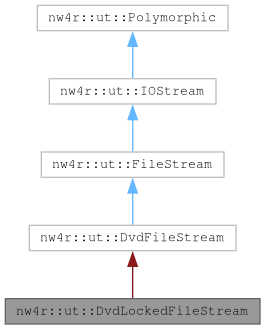 nw4r::ut::Polymorphic
nw4r::ut::IOStream
nw4r::ut::FileStream
nw4r::ut::DvdFileStream
nw4r::ut::DvdLockedFileStream